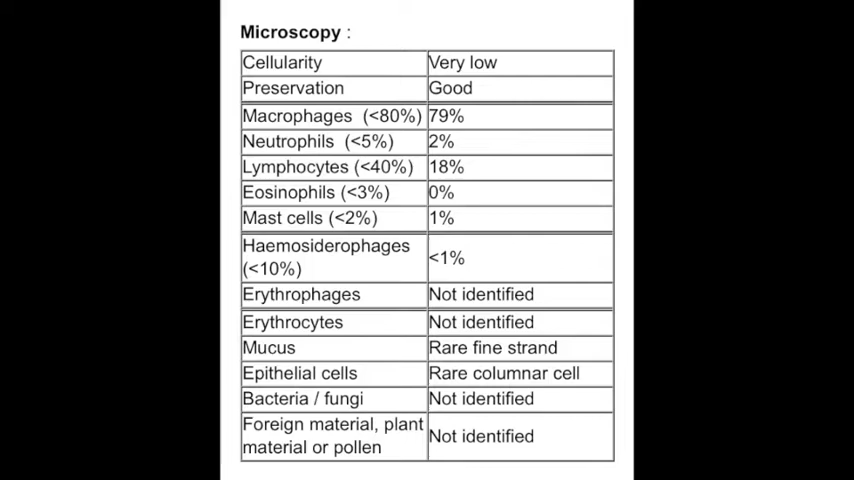 Microscopy :
Cellularity Very low
Preservation Good
Macrophages (<80%) 79%
Neutrophils (<5%) 2%
Lymphocytes (<40%) 18%
Eosinophils (<3%) 0%
Mast cells (<2%) 1%
Haemosiderophages
(<10%) <1%
Erythrophages Not identified
Erythrocytes Not identified
Mucus Rare fine strand
Epithelial cells Rare columnar cell
Bacteria / fungi Not identified
Foreign material, plant
material or pollen Not identified